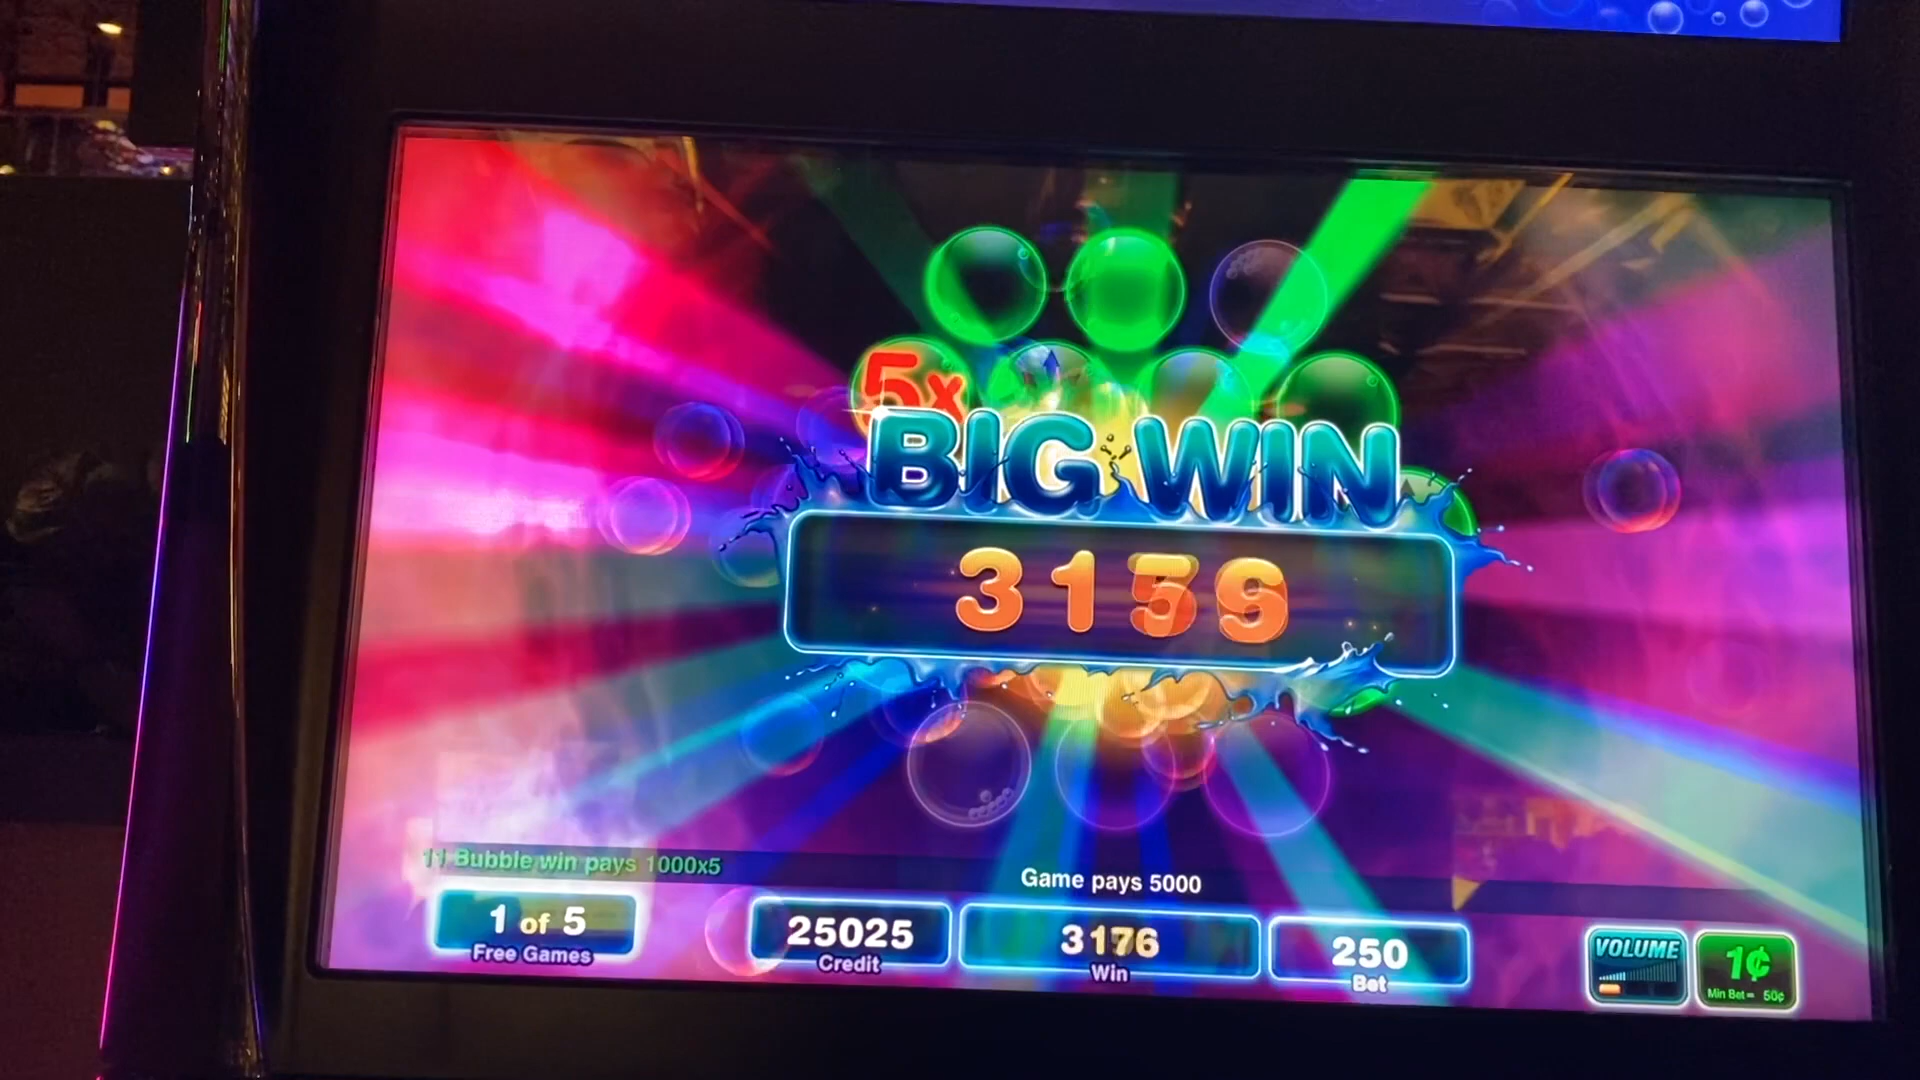 5x
BIG WIN
3159
11 Bubble win pays 1000x5
Game pays 5000
1 of 5
Free Games
25025
Credit
3176
Win
250
Bet
VOLUME
1¢
Min Bet = 50¢